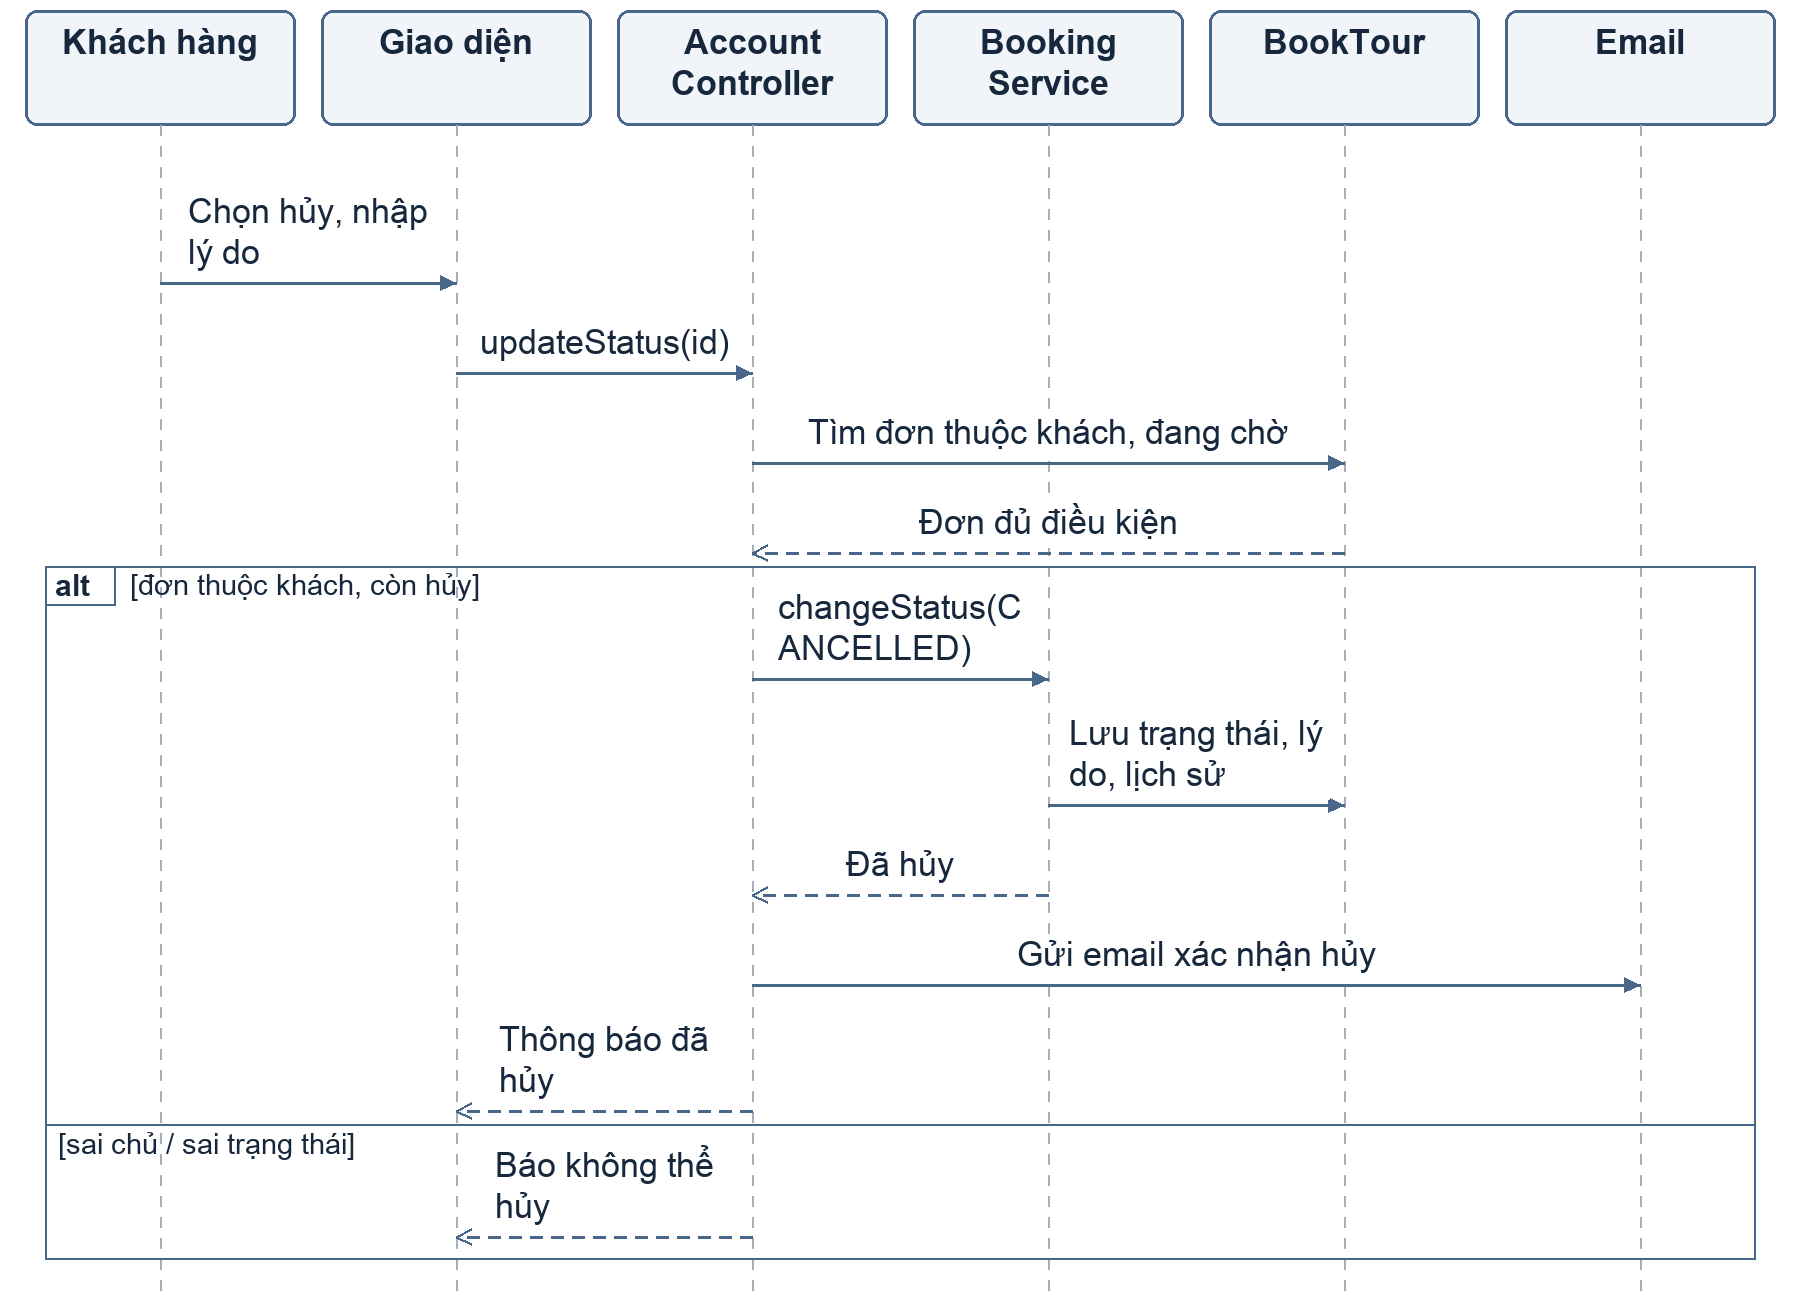 Khách hàng
Giao diện
Account
Controller
Booking
Service
BookTour
Email
Chọn hủy, nhập
lý do
updateStatus(id)
Tìm đơn thuộc khách, đang chờ
Đơn đủ điều kiện
alt
[đơn thuộc khách, còn hủy]
changeStatus(C
ANCELLED)
Lưu trạng thái, lý
do, lịch sử
Đã hủy
Gửi email xác nhận hủy
Thông báo đã
hủy
[sai chủ / sai trạng thái]
Báo không thể
hủy